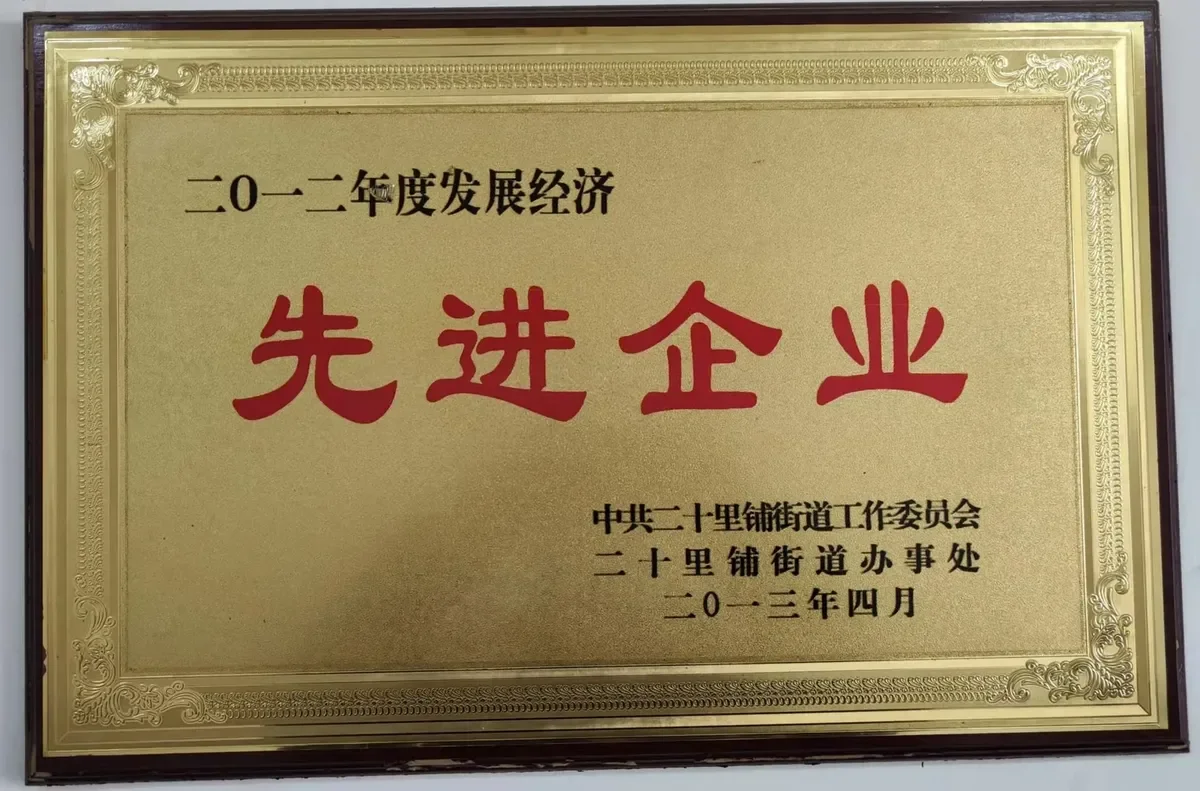 二0一二年度发展经济
先进企业
中共二十里铺街道工作委员会
二十里铺街道办事处
二0一三年四月